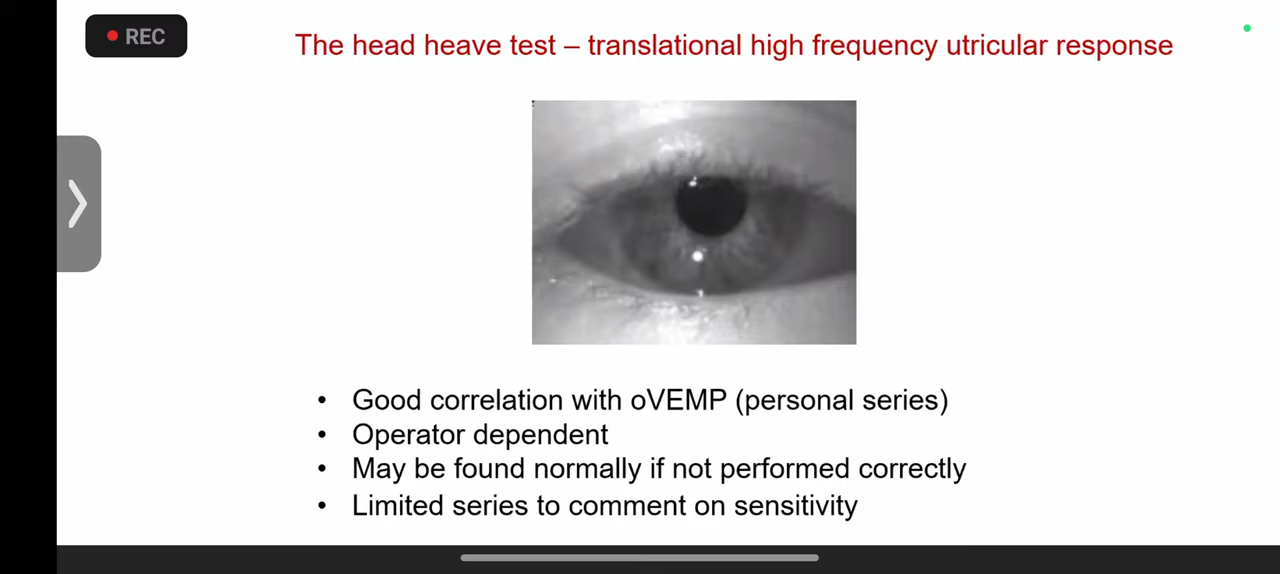 REC
The head heave test – translational high frequency utricular response
• Good correlation with oVEMP (personal series)
• Operator dependent
• May be found normally if not performed correctly
• Limited series to comment on sensitivity